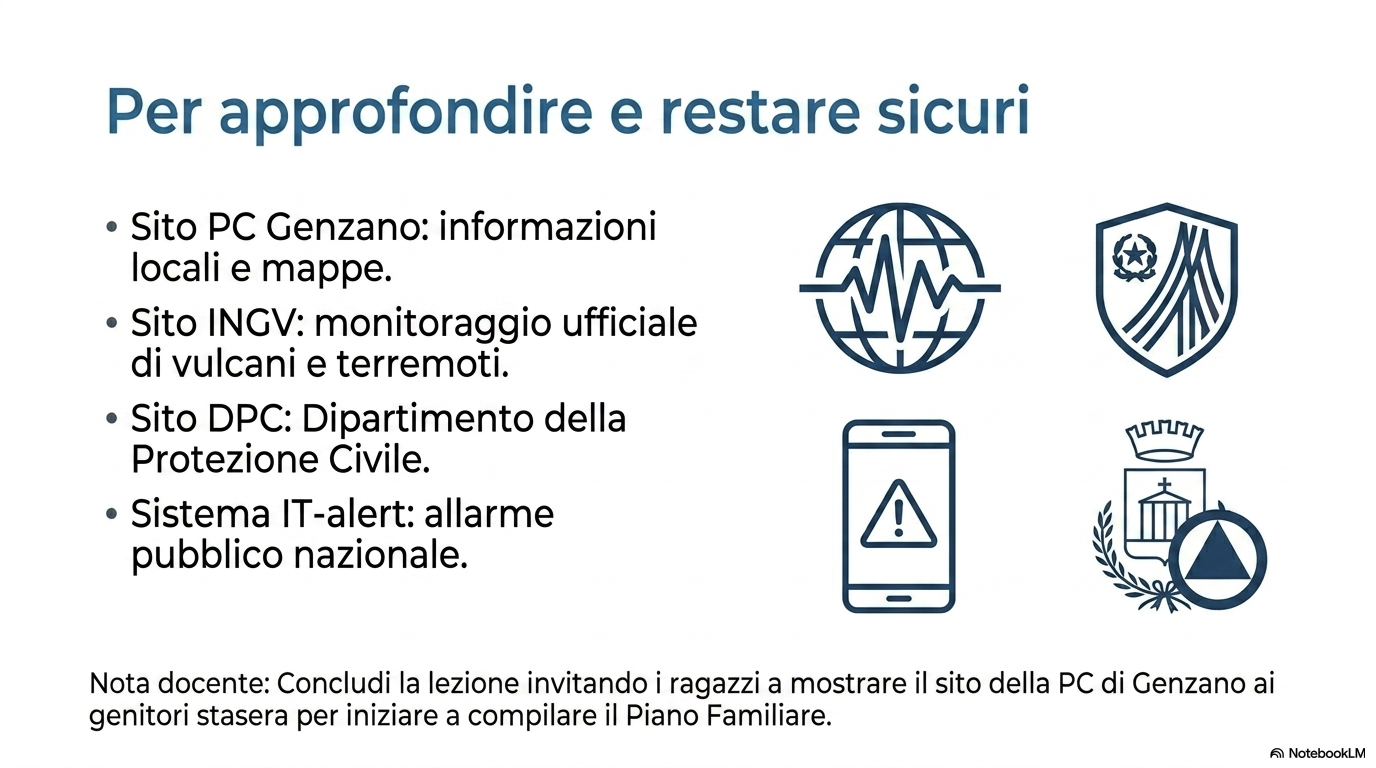 Per approfondire e restare sicuri
• Sito PC Genzano: informazioni
locali e mappe.
• Sito INGV: monitoraggio ufficiale
di vulcani e terremoti.
• Sito DPC: Dipartimento della
Protezione Civile.
• Sistema IT-alert: allarme
pubblico nazionale.
Nota docente: Concludi la lezione invitando i ragazzi a mostrare il sito della PC di Genzano ai
genitori stasera per iniziare a compilare il Piano Familiare.
NotebookLM